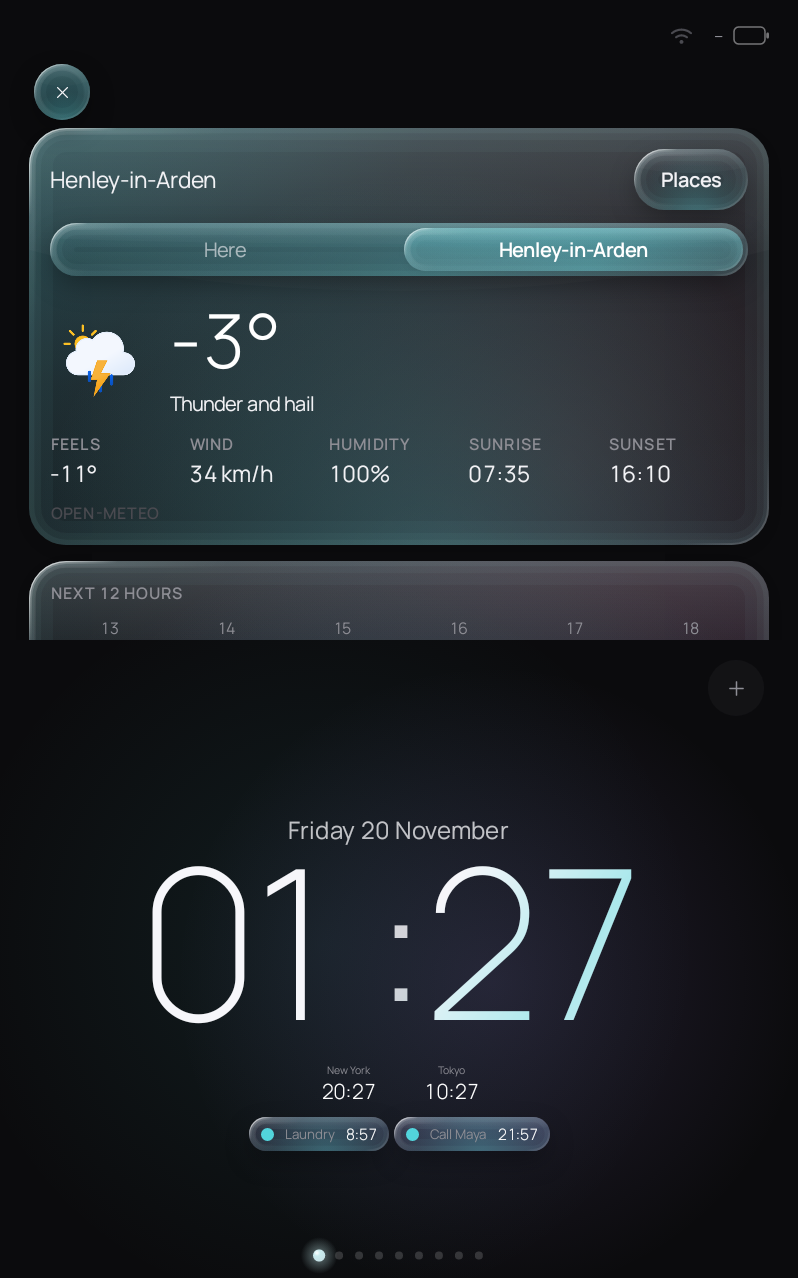 Henley-in-Arden
Places
Here
Henley-in-Arden
-3°
Thunder and hail
FEELS WIND HUMIDITY SUNRISE SUNSET
-11° 34 km/h 100% 07:35 16:10
OPEN-METEO
NEXT 12 HOURS
13 14 15 16 17 18
Friday 20 November
01:27
New York Tokyo
20:27 10:27
Laundry 8:57 Call Maya 21:57